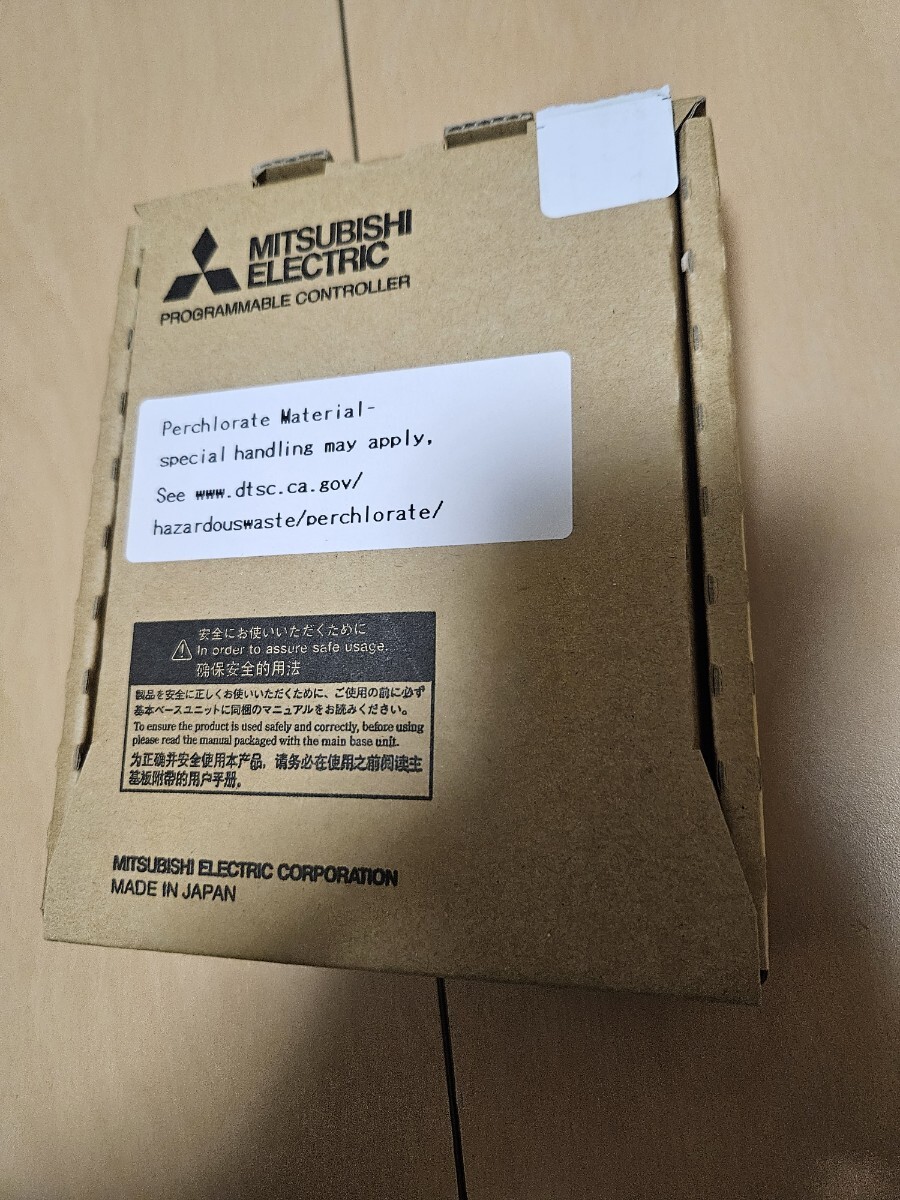 MITSUBISHI
ELECTRIC
PROGRAMMABLE CONTROLLER
Perchlorate Material-
special handling may apply,
See www.dtsc.ca.gov/
hazardouswaste/perchlorate/
安全にお使いいただくために
In order to assure safe usage.
确保安全的用法
製品を安全に正しくお使いいただくために、ご使用の前に必ず
基本ベースユニットに同梱のマニュアルをお読みください。
To ensure the product is used safely and correctly, before using
please read the manual packaged with the main base unit.
为正确并安全使用本产品，请务必在使用之前阅读主
基板附带的用户手册。
MITSUBISHI ELECTRIC CORPORATION
MADE IN JAPAN